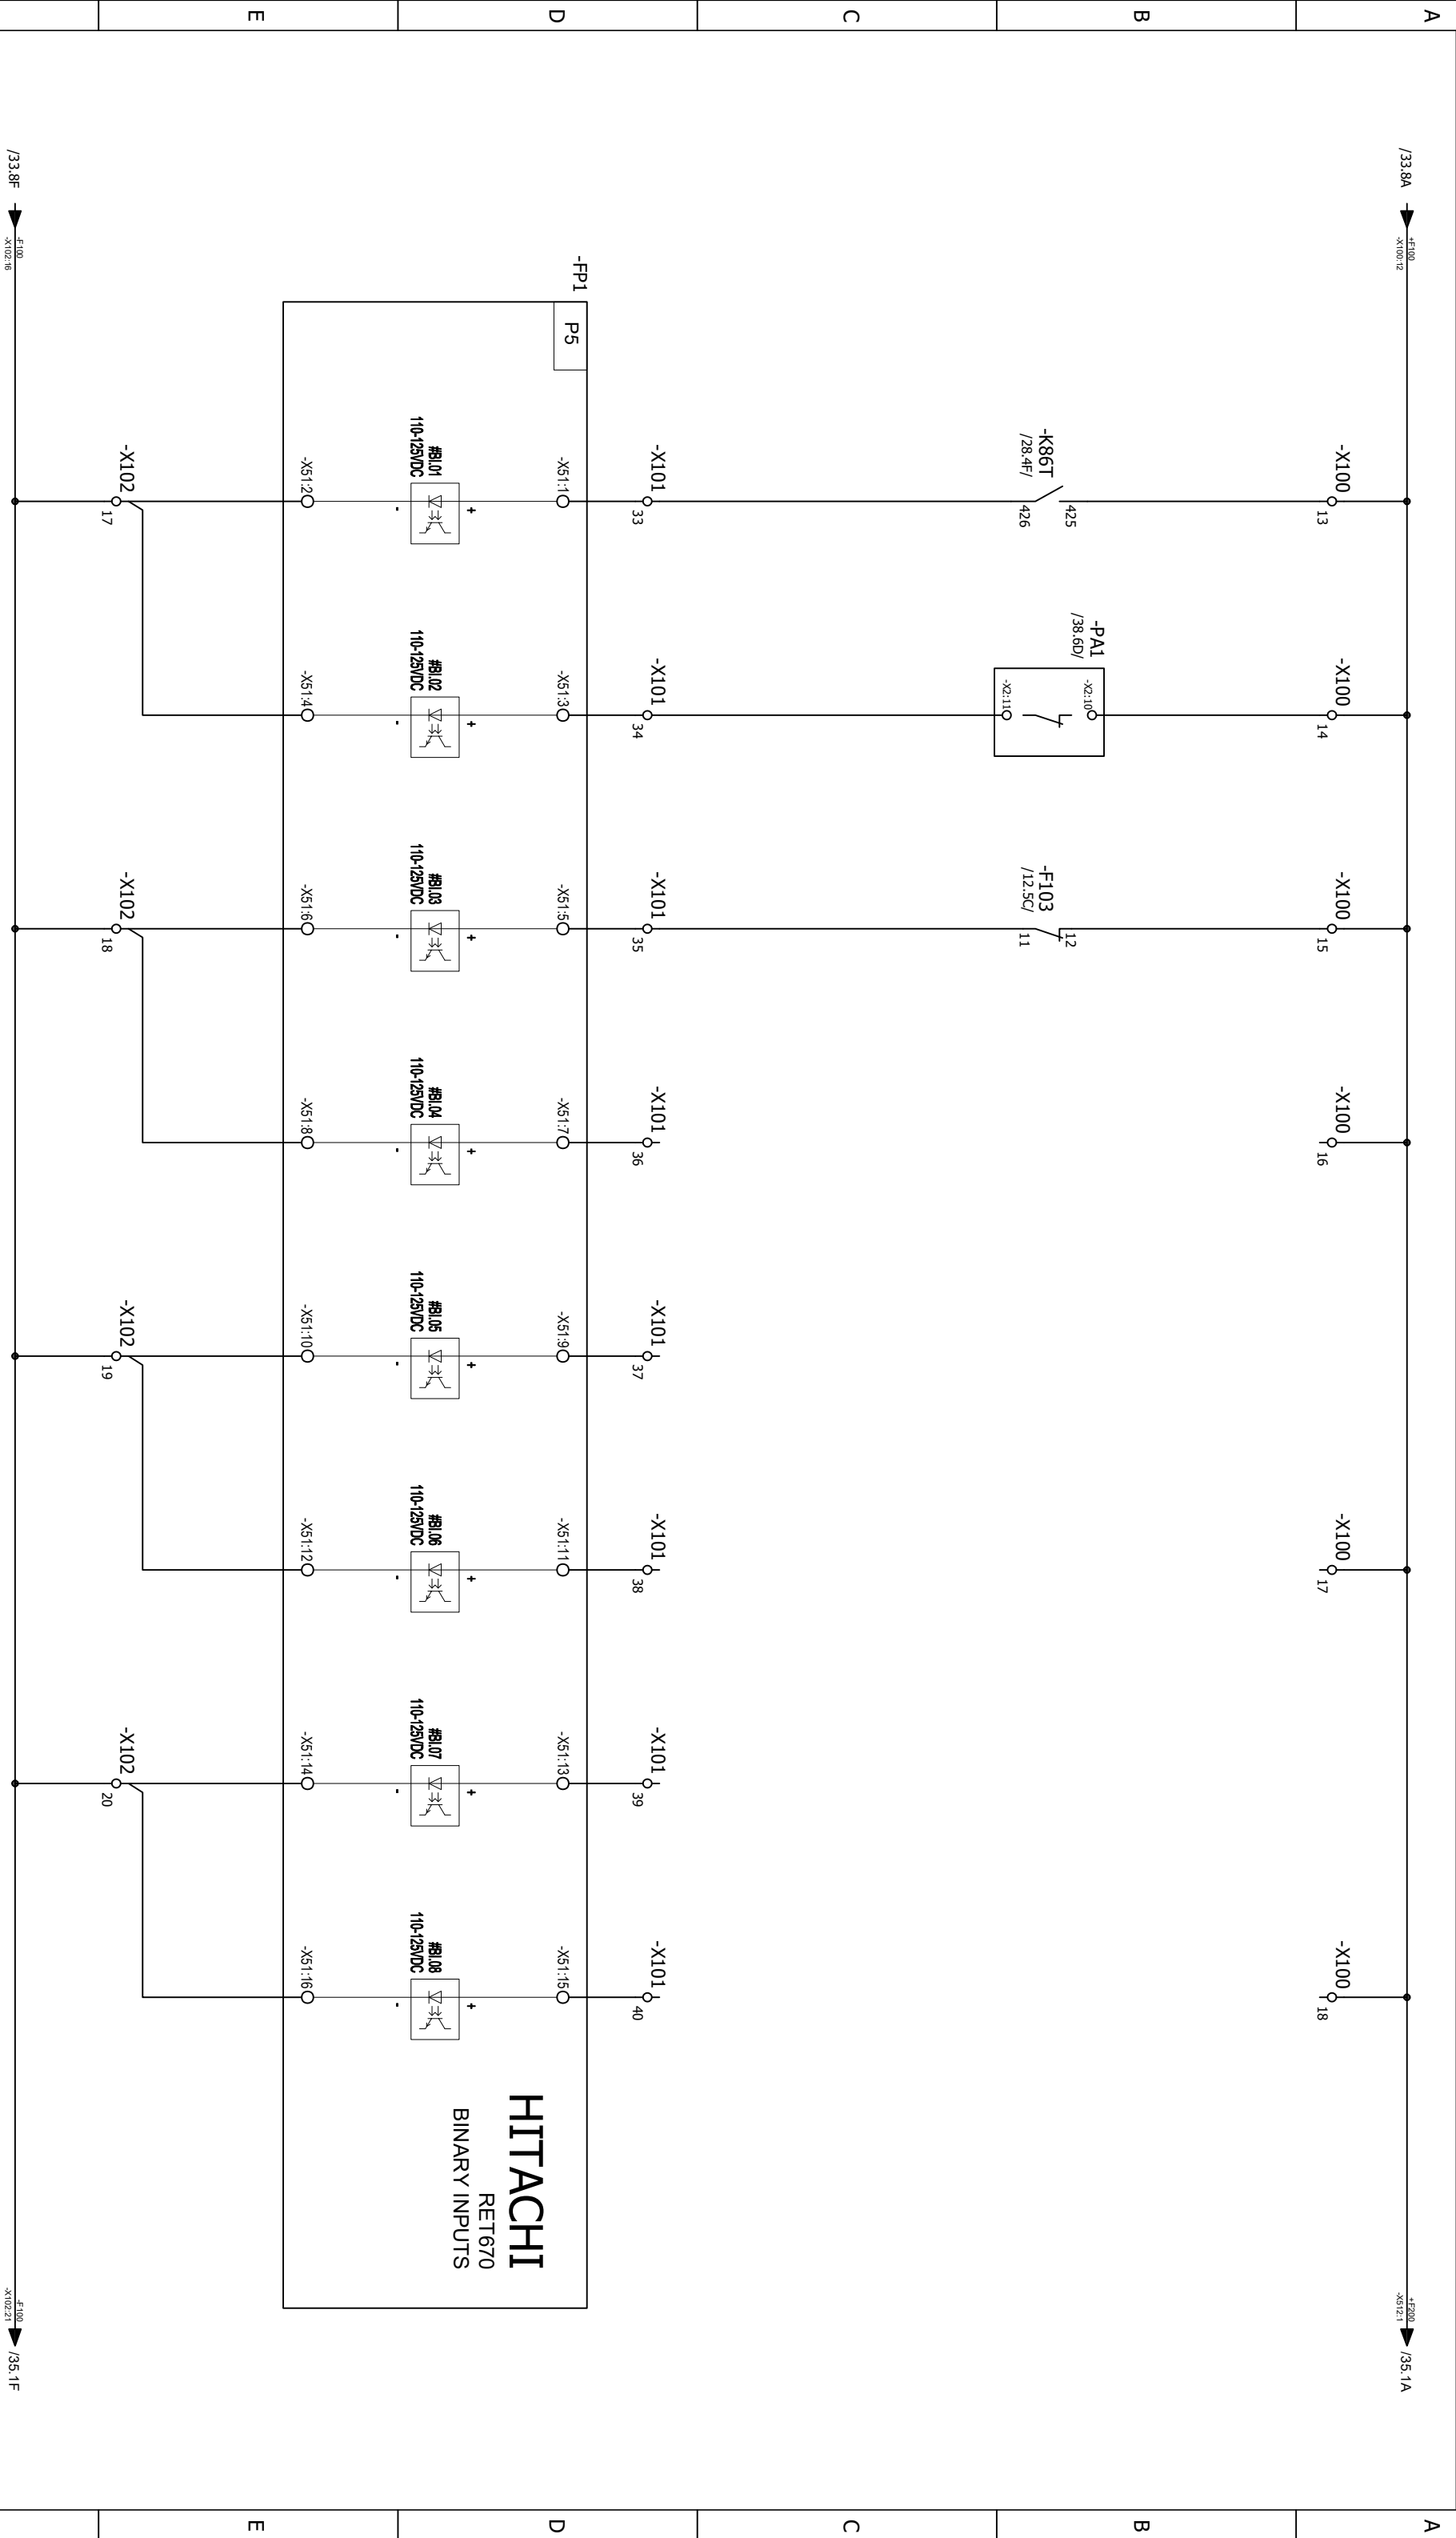 A
B
C
D
E
/33.8A
+F100
-X100:12
+F200
-X512:1
/35.1A
-X100
13
-X100
14
-X100
15
-X100
16
-X100
17
-X100
18
-K86T
/28.4F/
425
426
-PA1
/38.6D/
-X2:10
-X2:11
-F103
/12.5C/
12
11
-X101
33
-X101
34
-X101
35
-X101
36
-X101
37
-X101
38
-X101
39
-X101
40
-FP1
P5
-X51:1
-X51:3
-X51:5
-X51:7
-X51:9
-X51:11
-X51:13
-X51:15
HITACHI
RET670
BINARY INPUTS
#BI.01
110-125VDC
+
-
#BI.02
110-125VDC
+
-
#BI.03
110-125VDC
+
-
#BI.04
110-125VDC
+
-
#BI.05
110-125VDC
+
-
#BI.06
110-125VDC
+
-
#BI.07
110-125VDC
+
-
#BI.08
110-125VDC
+
-
-X51:2
-X51:4
-X51:6
-X51:8
-X51:10
-X51:12
-X51:14
-X51:16
-X102
17
-X102
18
-X102
19
-X102
20
/33.8F
-X102:16
-X102:21
/35.1F
A
B
C
D
E